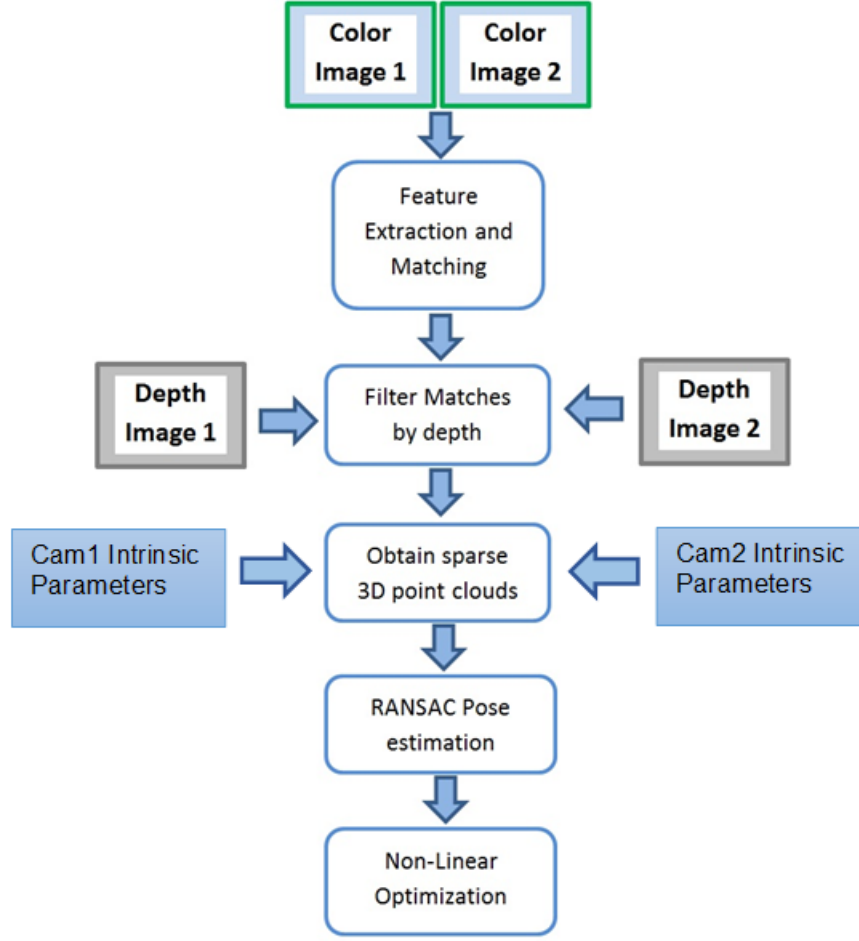 Color
Image 1
Color
Image 2
Feature
Extraction and
Matching
Depth
Image 1
Filter Matches
by depth
Depth
Image 2
Cam1 Intrinsic
Parameters
Obtain sparse
3D point clouds
Cam2 Intrinsic
Parameters
RANSAC Pose
estimation
Non-Linear
Optimization